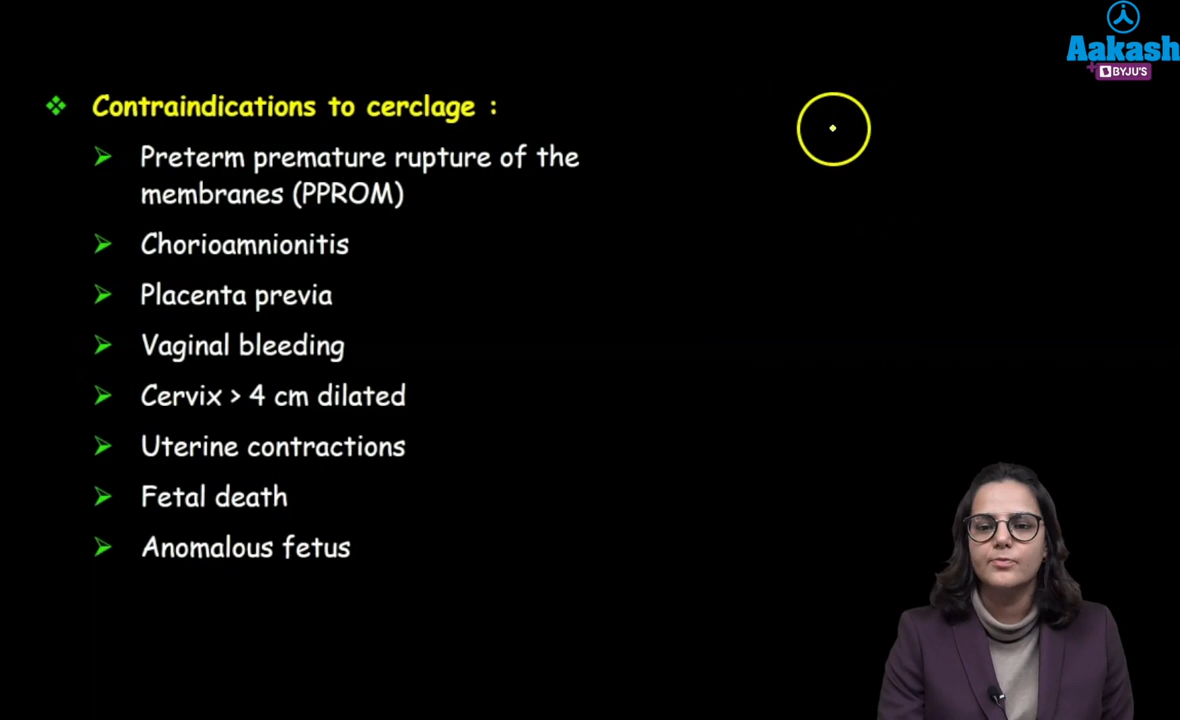 Aakash
BYJU'S
Contraindications to cerclage :
Preterm premature rupture of the
membranes (PPROM)
Chorioamnionitis
Placenta previa
Vaginal bleeding
Cervix > 4 cm dilated
Uterine contractions
Fetal death
Anomalous fetus